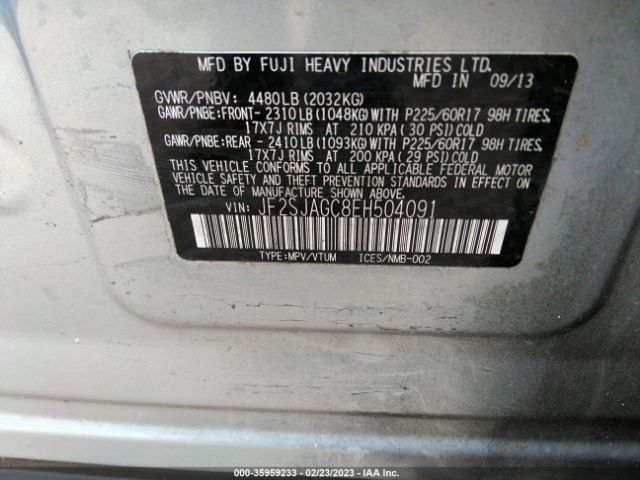 MFD BY FUJI HEAVY INDUSTRIES LTD.
MFD IN 09/13
GVWR/PNBV: 4480LB(2032KG)
GAWR/PNBE:FRONT-2310LB(1048KG)WITH P225/60R17 98H TIRES,
17X7J RIMS AT 210 KPA(30 PSI)COLD
GAWR/PNBE:REAR -2410LB(1093KG)WITH P225/60R17 98H TIRES,
17X7J RIMS AT 200 KPA(29 PSI)COLD
THIS VEHICLE CONFORMS TO ALL APPLICABLE FEDERAL MOTOR
VEHICLE SAFETY AND THEFT PREVENTION STANDARDS IN EFFECT ON
THE DATE OF MANUFACTURE SHOWN ABOVE.
VIN: JF2SJAGC8EH504091
TYPE:MPV/VTUM ICES/NMB-002
000-35959233 - 02/23/2023 - IAA Inc.